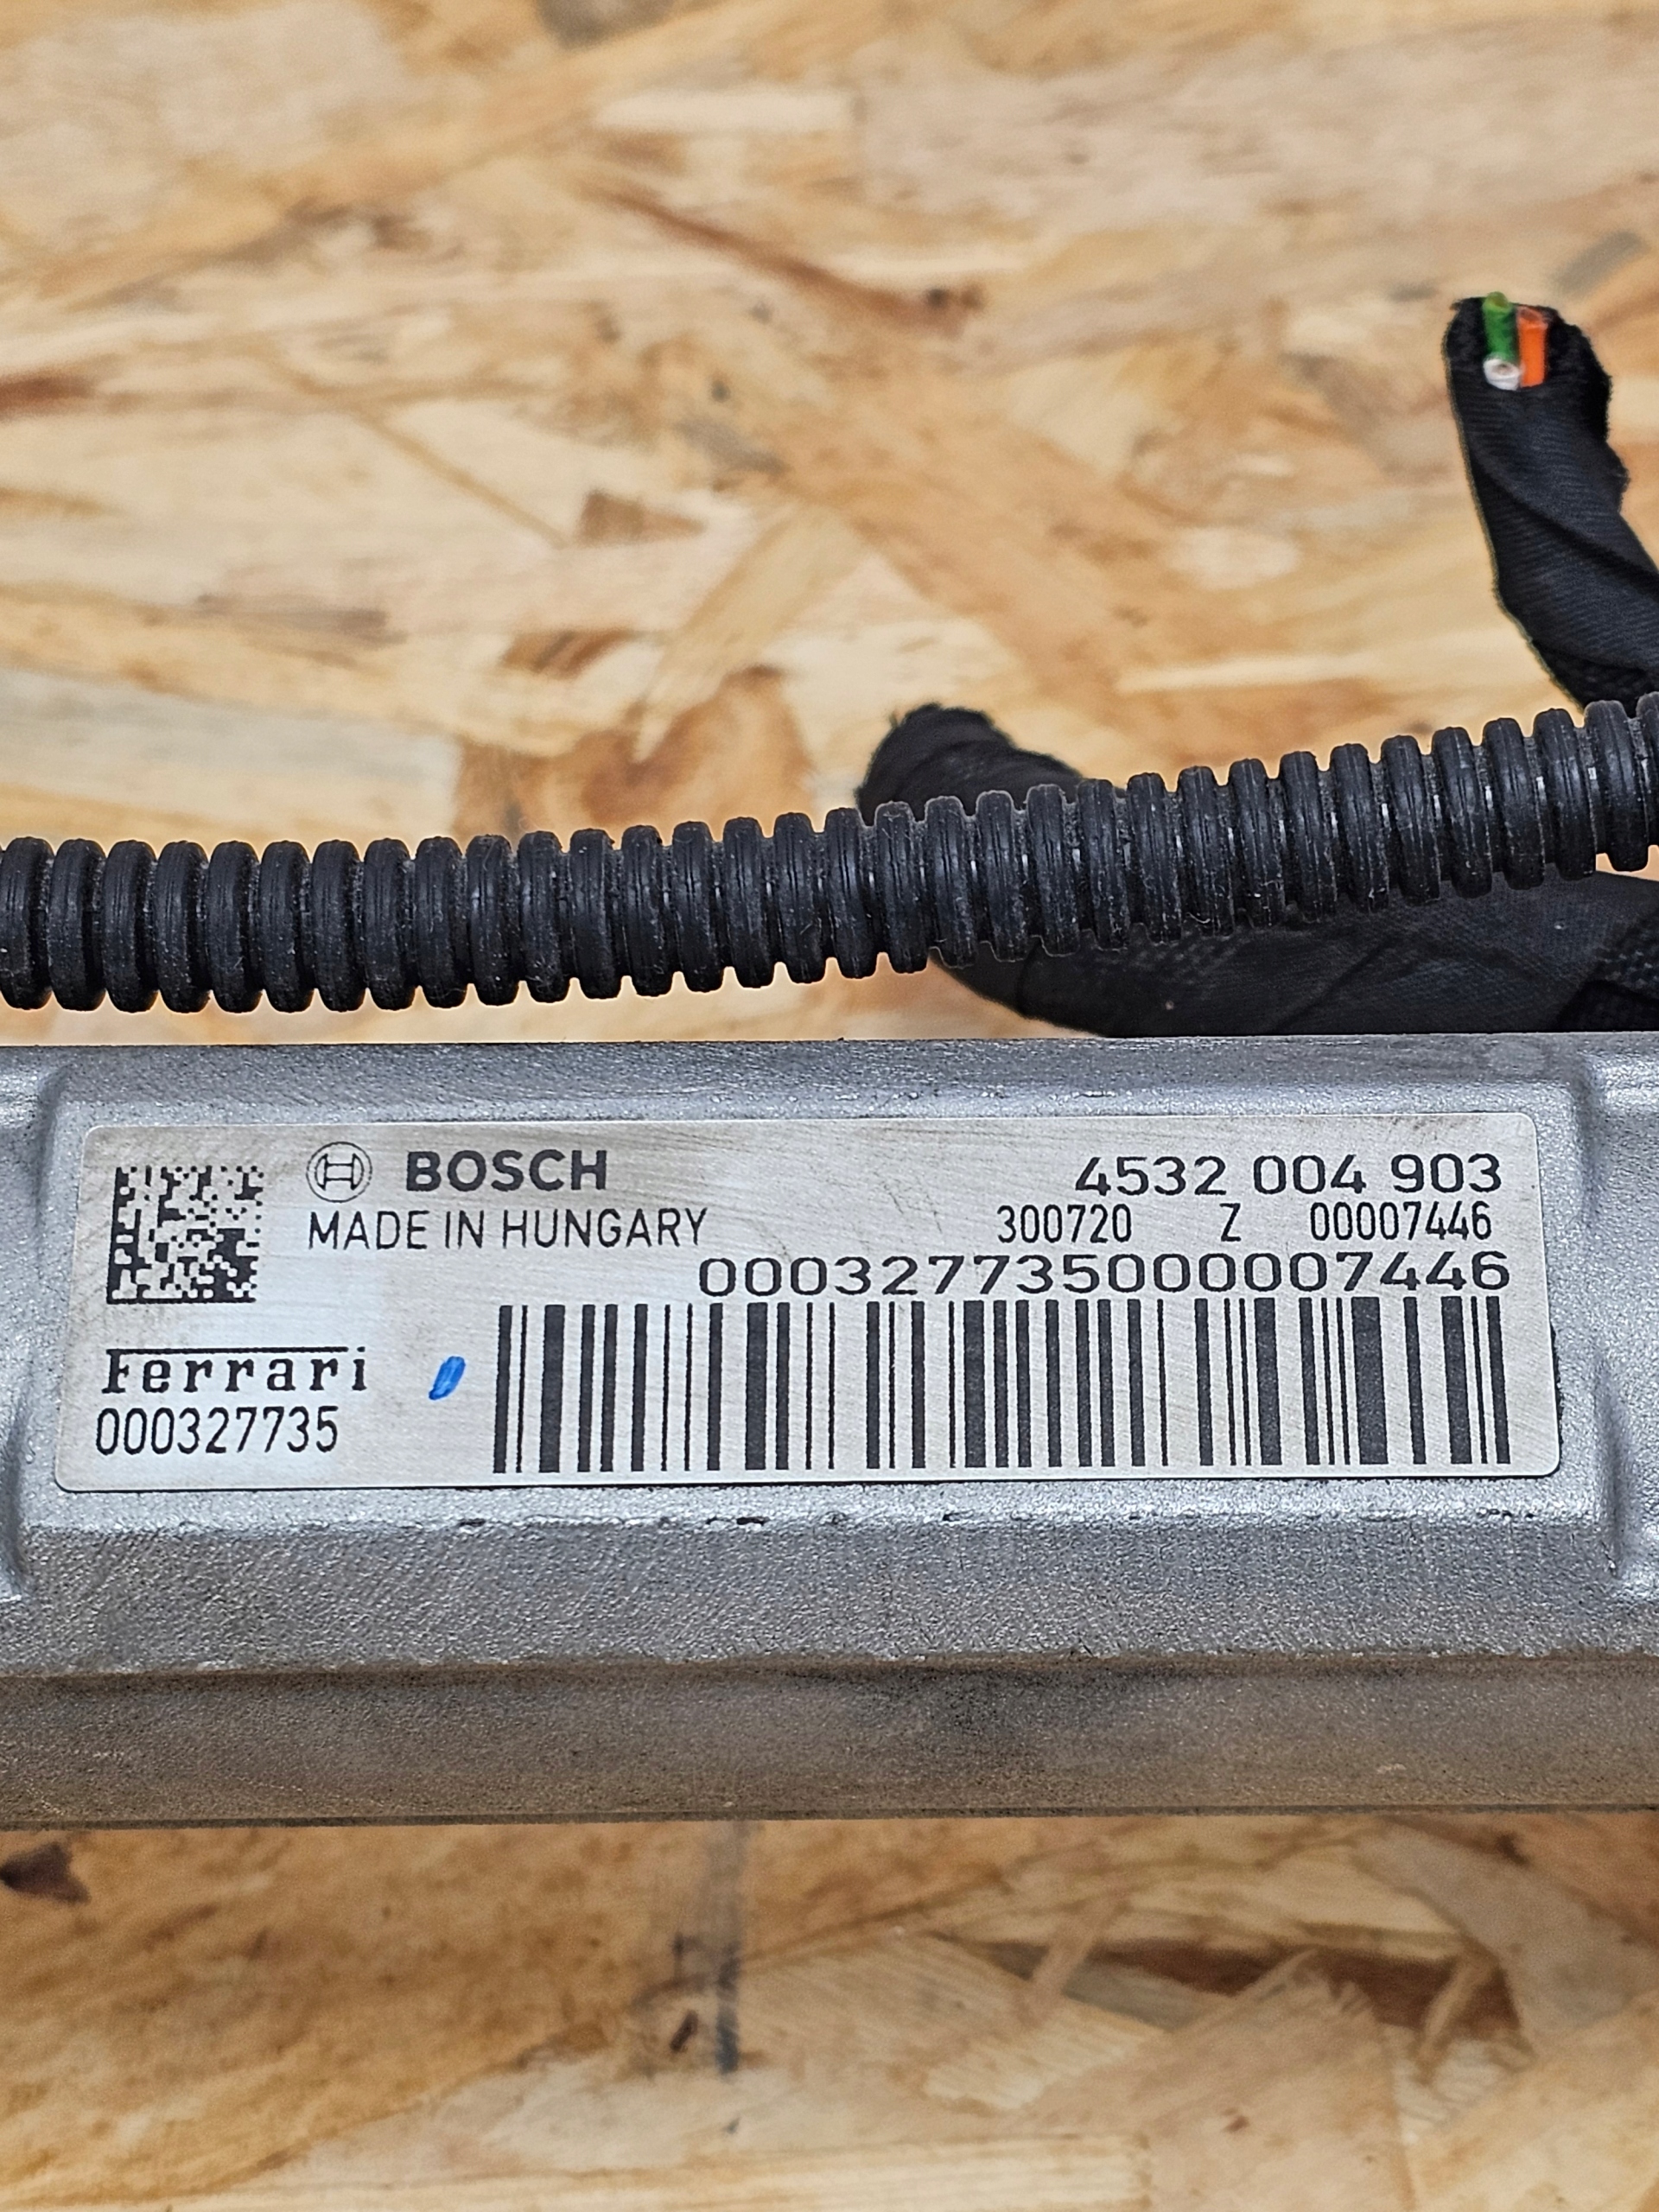 BOSCH 4532 004 903
MADE IN HUNGARY 300720 Z 00007446
000327735000007446
Ferrari
000327735